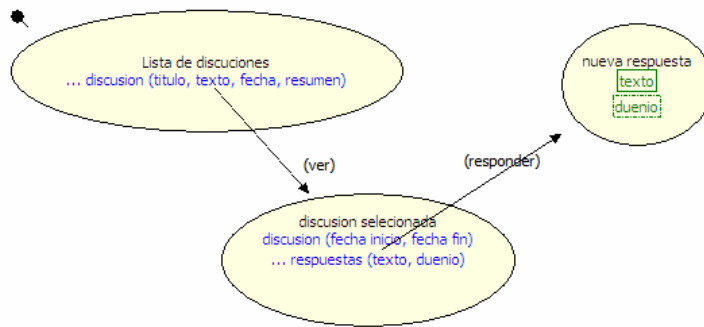 Lista de discuciones
... discusion (titulo, texto, fecha, resumen)
nueva respuesta
texto
duenio
(ver)
(responder)
discusion selecionada
discusion (fecha inicio, fecha fin)
... respuestas (texto, duenio)